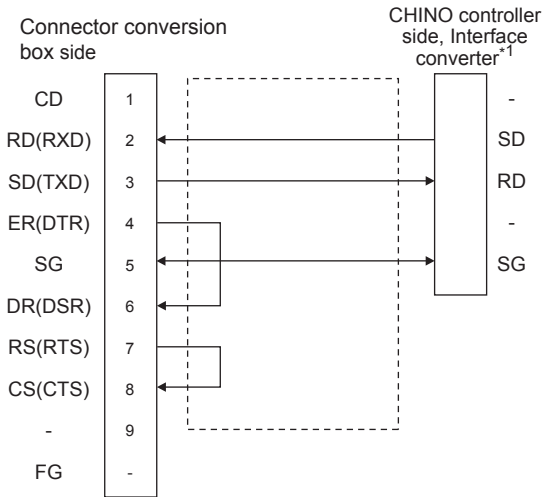 Connector conversion
box side
CHINO controller
side, Interface
converter*1
CD 1 -
RD(RXD) 2 SD
SD(TXD) 3 RD
ER(DTR) 4 -
SG 5 SG
DR(DSR) 6
RS(RTS) 7
CS(CTS) 8
- 9
FG -